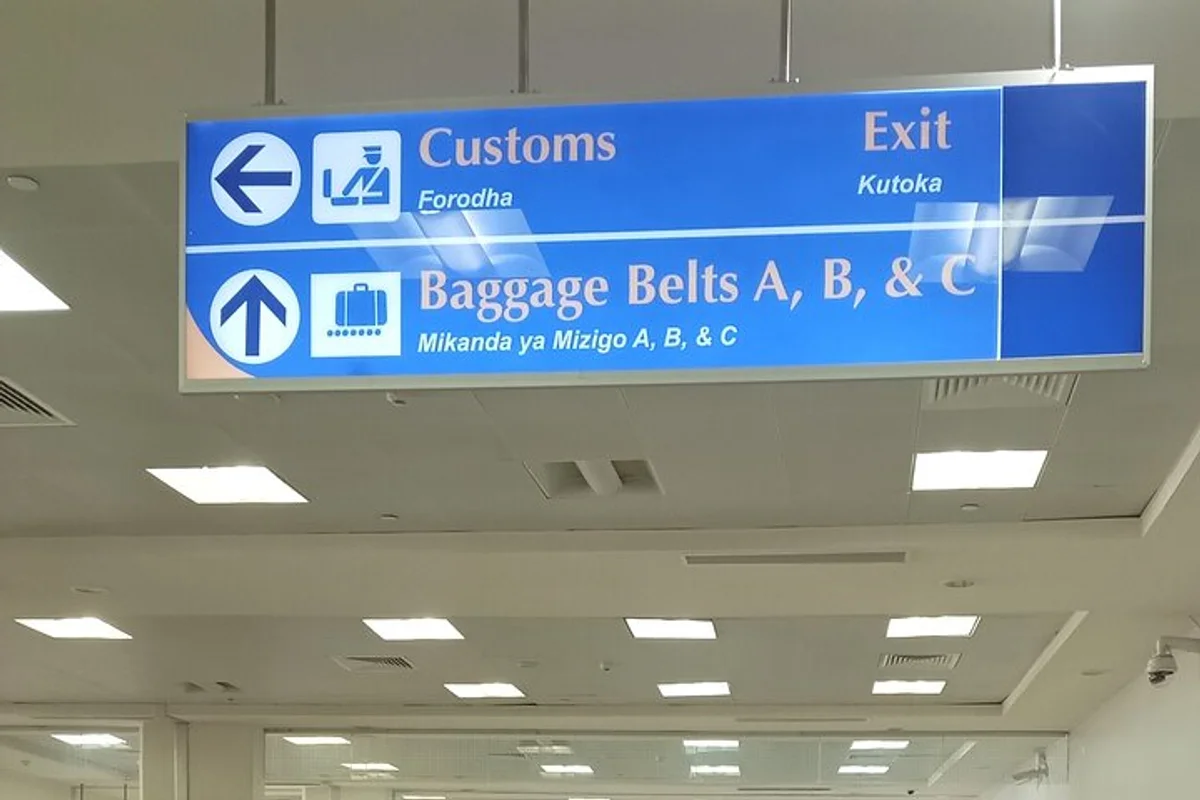 Customs Exit
Forodha Kutoka
Baggage Belts A, B, & C
Mikanda ya Mizigo A, B, & C